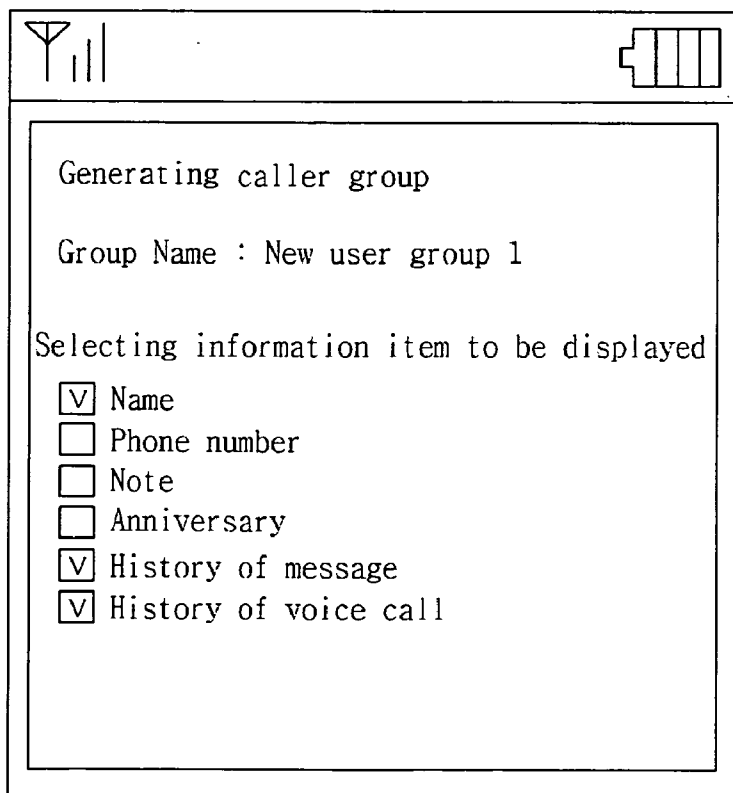 Generating caller group
Group Name : New user group 1
Selecting information item to be displayed
V Name
Phone number
Note
Anniversary
V History of message
V History of voice call